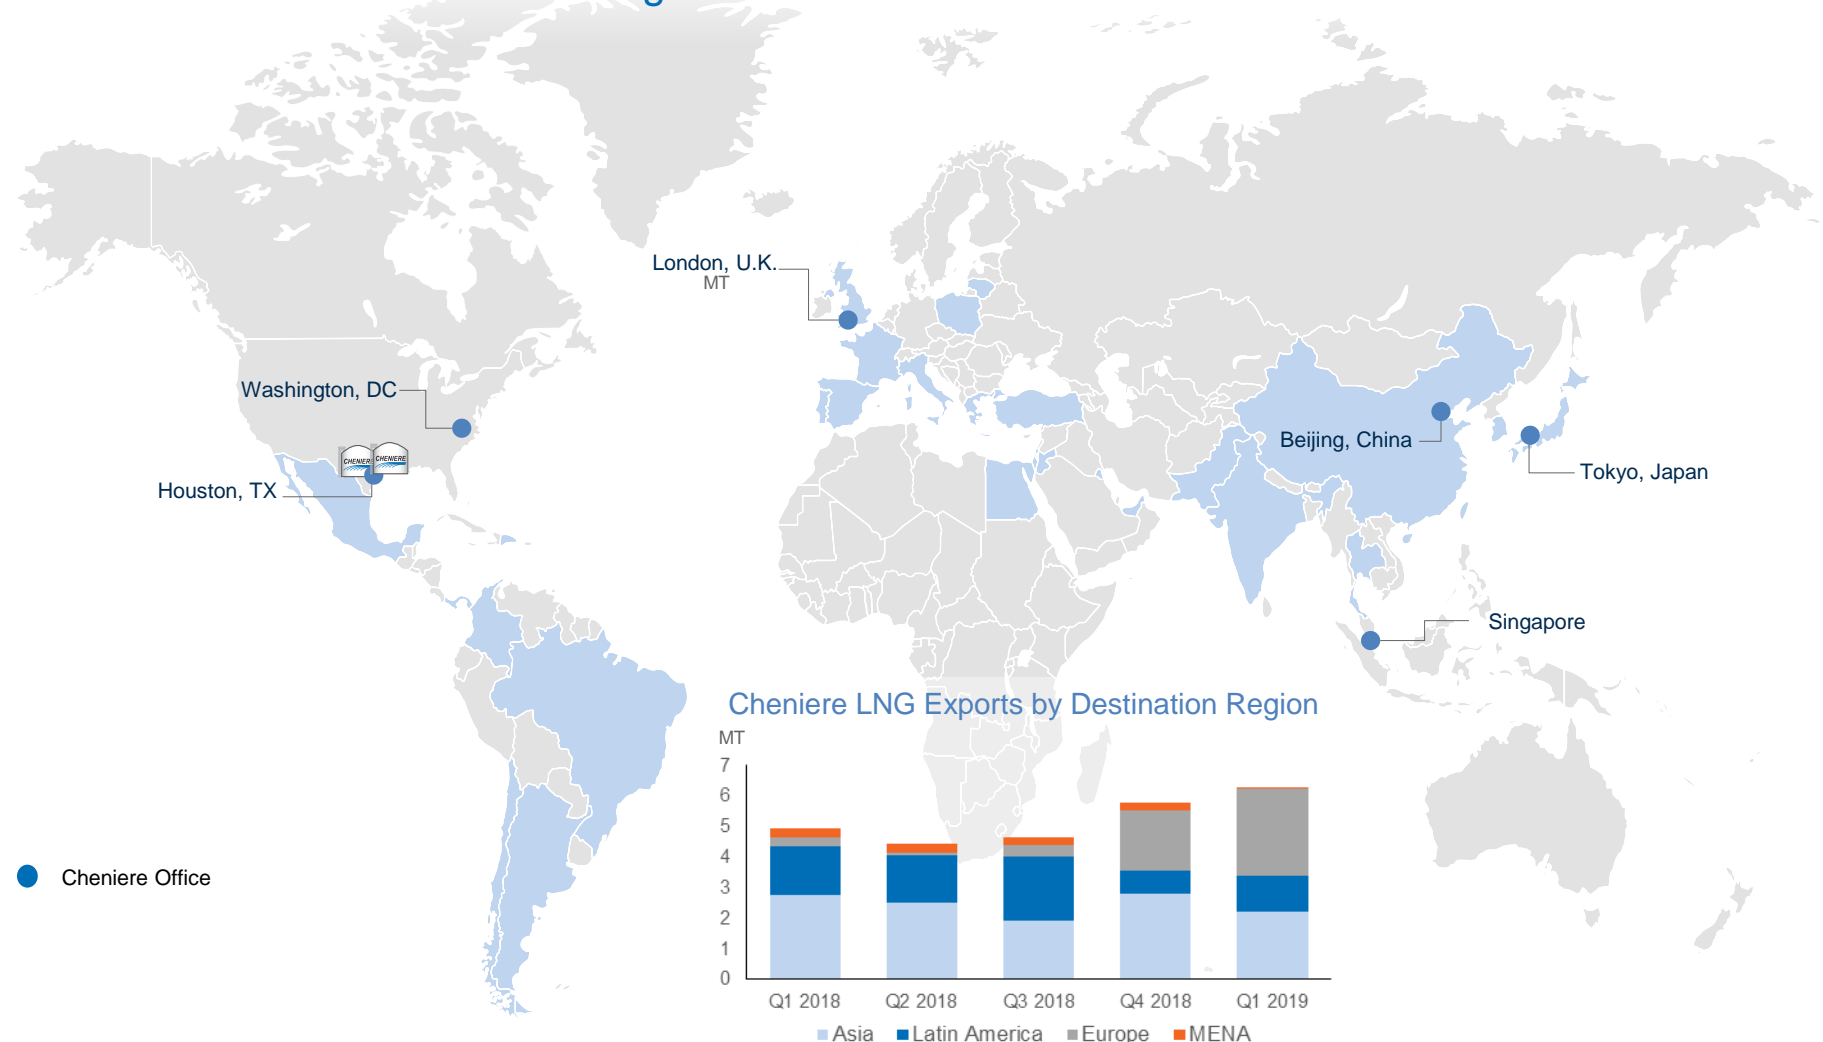 London, U.K.
MT
Washington, DC
CHENIERE
CHENIERE
Houston, TX
Beijing, China
Tokyo, Japan
Singapore
Cheniere LNG Exports by Destination Region
MT
7
6
5
4
3
2
1
0
Q1 2018 Q2 2018 Q3 2018 Q4 2018 Q1 2019
Asia Latin America Europe MENA
Cheniere Office